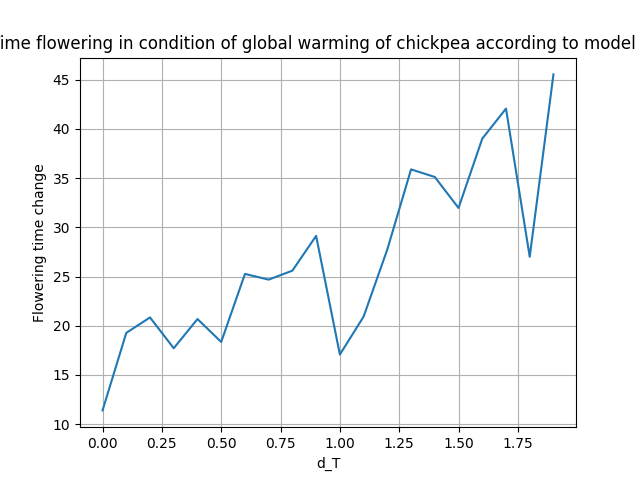 ime flowering in condition of global warming of chickpea according to model
45
40
35
30
25
20
15
10
Flowering time change
0.00 0.25 0.50 0.75 1.00 1.25 1.50 1.75
d_T